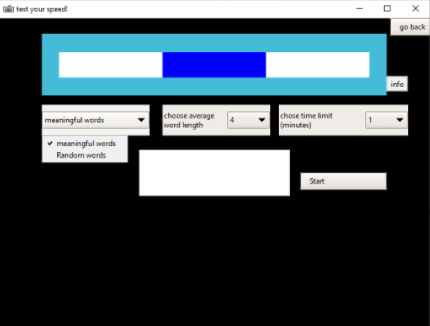 test your speed!
go back
info
meaningful words
choose average
word length
4
chose time limit
(minutes)
1
✓ meaningful words
Random words
Start